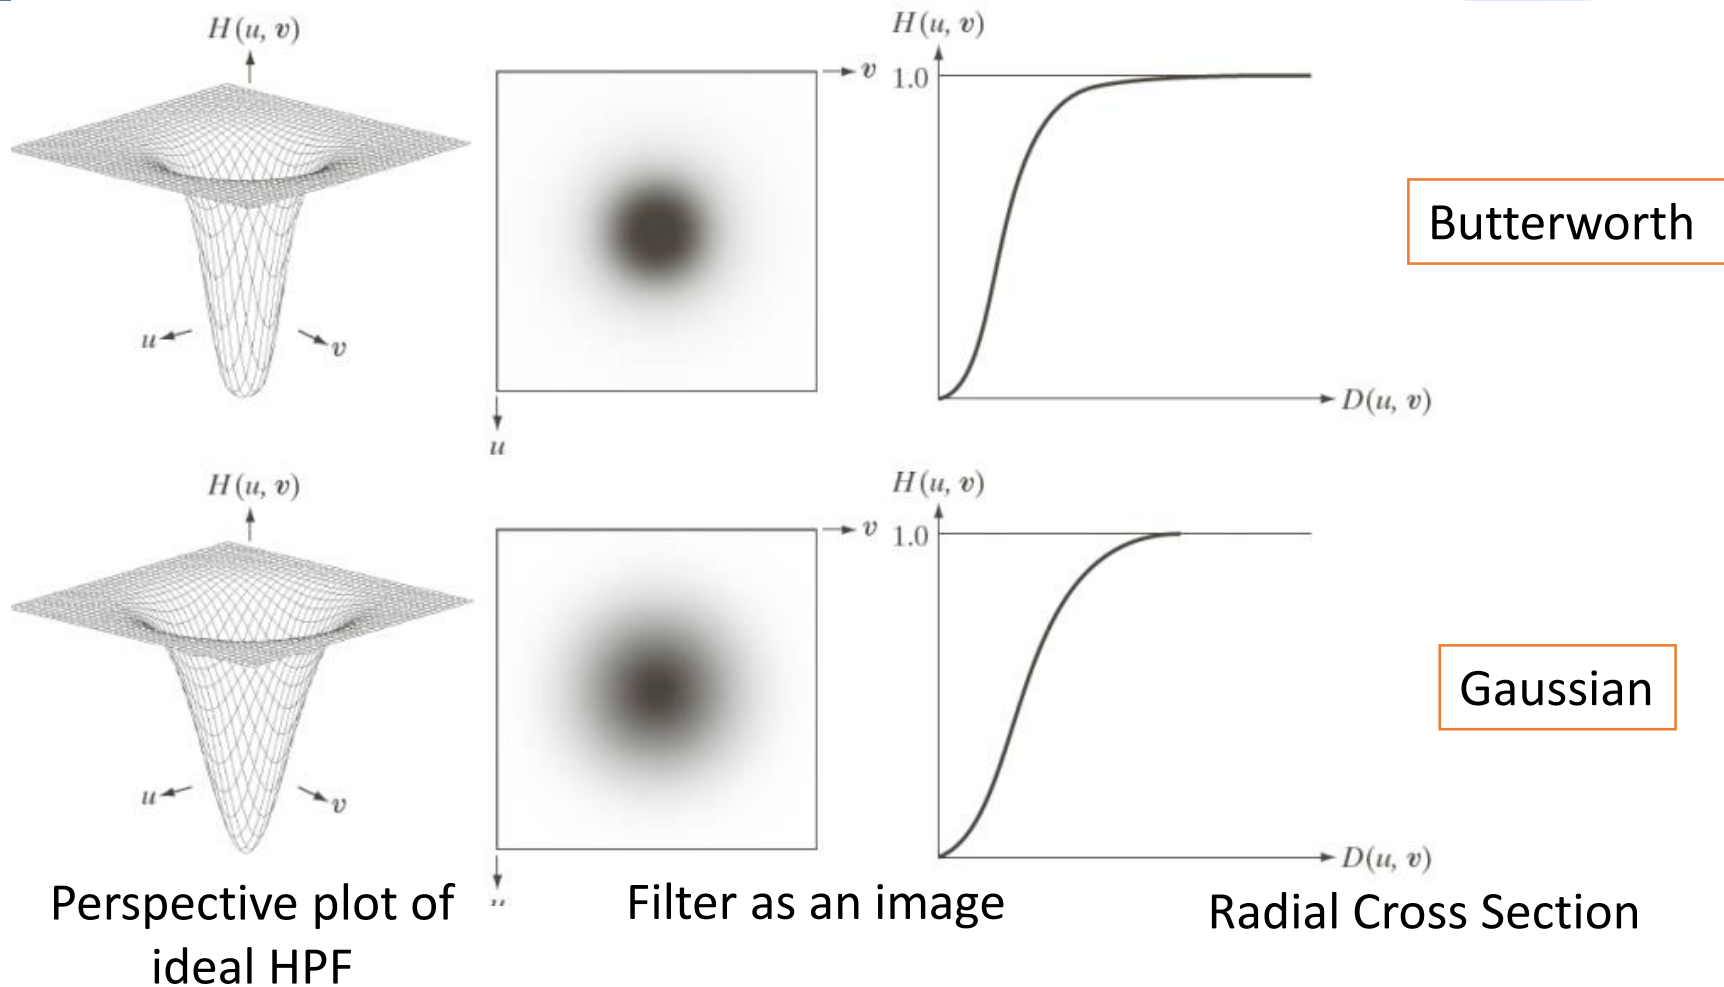 H(u, v)
v
H(u, v)
1.0
Butterworth
u
v
D(u, v)
u
H(u, v)
H(u, v)
v
1.0
Gaussian
u
v
D(u, v)
Perspective plot of
ideal HPF
Filter as an image
Radial Cross Section